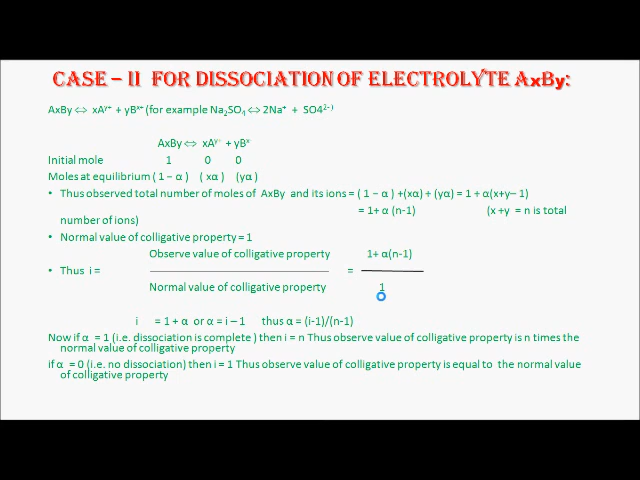 CASE – II FOR DISSOCIATION OF ELECTROLYTE AxBy:
AxBy ⇔ xAʸ⁺ + yBˣ⁺ (for example Na₂SO₄ ⇔ 2Na⁺ + SO4²⁻)
AxBy ⇔ xAʸ⁻ + yBˣ
Initial mole 1 0 0
Moles at equilibrium ( 1 − α ) ( xα ) (yα )
• Thus observed total number of moles of AxBy and its ions = ( 1 − α ) +(xα) + (yα) = 1 + α(x+y– 1)
= 1+ α (n-1) (x +y = n is total
number of ions)
• Normal value of colligative property = 1
Observe value of colligative property 1+ α(n-1)
• Thus i = =
Normal value of colligative property 1
i = 1 + α or α = i – 1 thus α = (i-1)/(n-1)
Now if α = 1 (i.e. dissociation is complete ) then i = n Thus observe value of colligative property is n times the
normal value of colligative property
if α = 0 (i.e. no dissociation) then i = 1 Thus observe value of colligative property is equal to the normal value
of colligative property